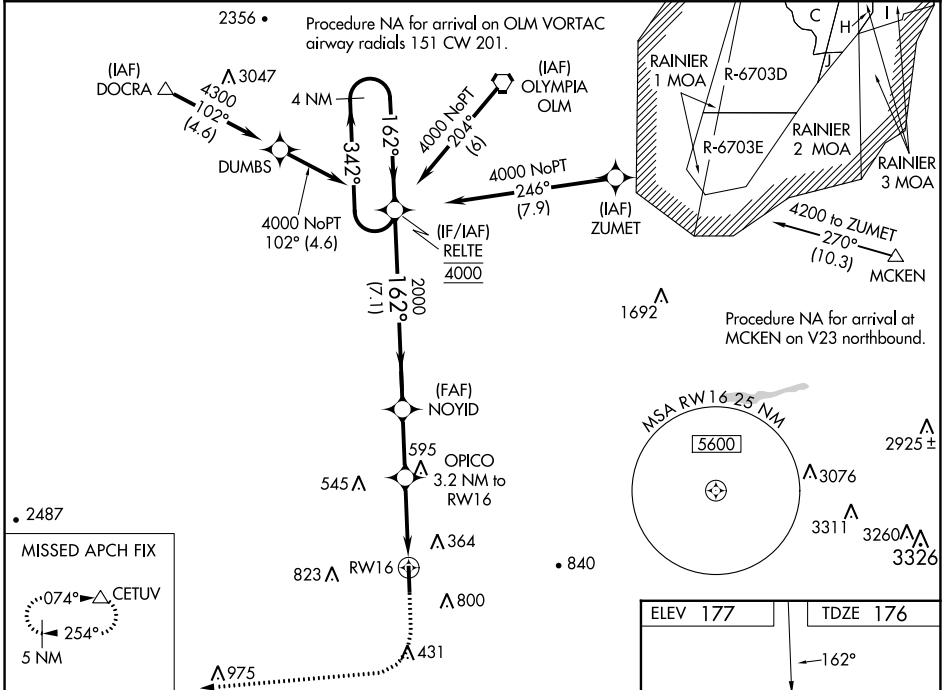 2356
Procedure NA for arrival on OLM VORTAC
airway radials 151 CW 201.
(IAF)
DOCRA
3047
4300
102°
(4.6)
DUMBS
4000 NoPT
102° (4.6)
4 NM
342°
162°
(IAF)
OLYMPIA
OLM
4000 NoPT
204°
(6)
4000 NoPT
246°
(7.9)
(IAF)
ZUMET
(IF/IAF)
RELTE
4000
2000
162°
(7.1)
C
H
I
J
RAINIER
1 MOA
R-6703D
R-6703E
RAINIER
2 MOA
RAINIER
3 MOA
4200 to ZUMET
270°
(10.3)
MCKEN
1692
Procedure NA for arrival at
MCKEN on V23 northbound.
(FAF)
NOYID
595
OPICO
3.2 NM to
RW16
545
MSA RW16 25 NM
5600
2925 ±
3076
3311
3260
3326
2487
364
823
RW16
840
800
431
975
MISSED APCH FIX
074°
CETUV
254°
5 NM
ELEV 177
TDZE 176
162°